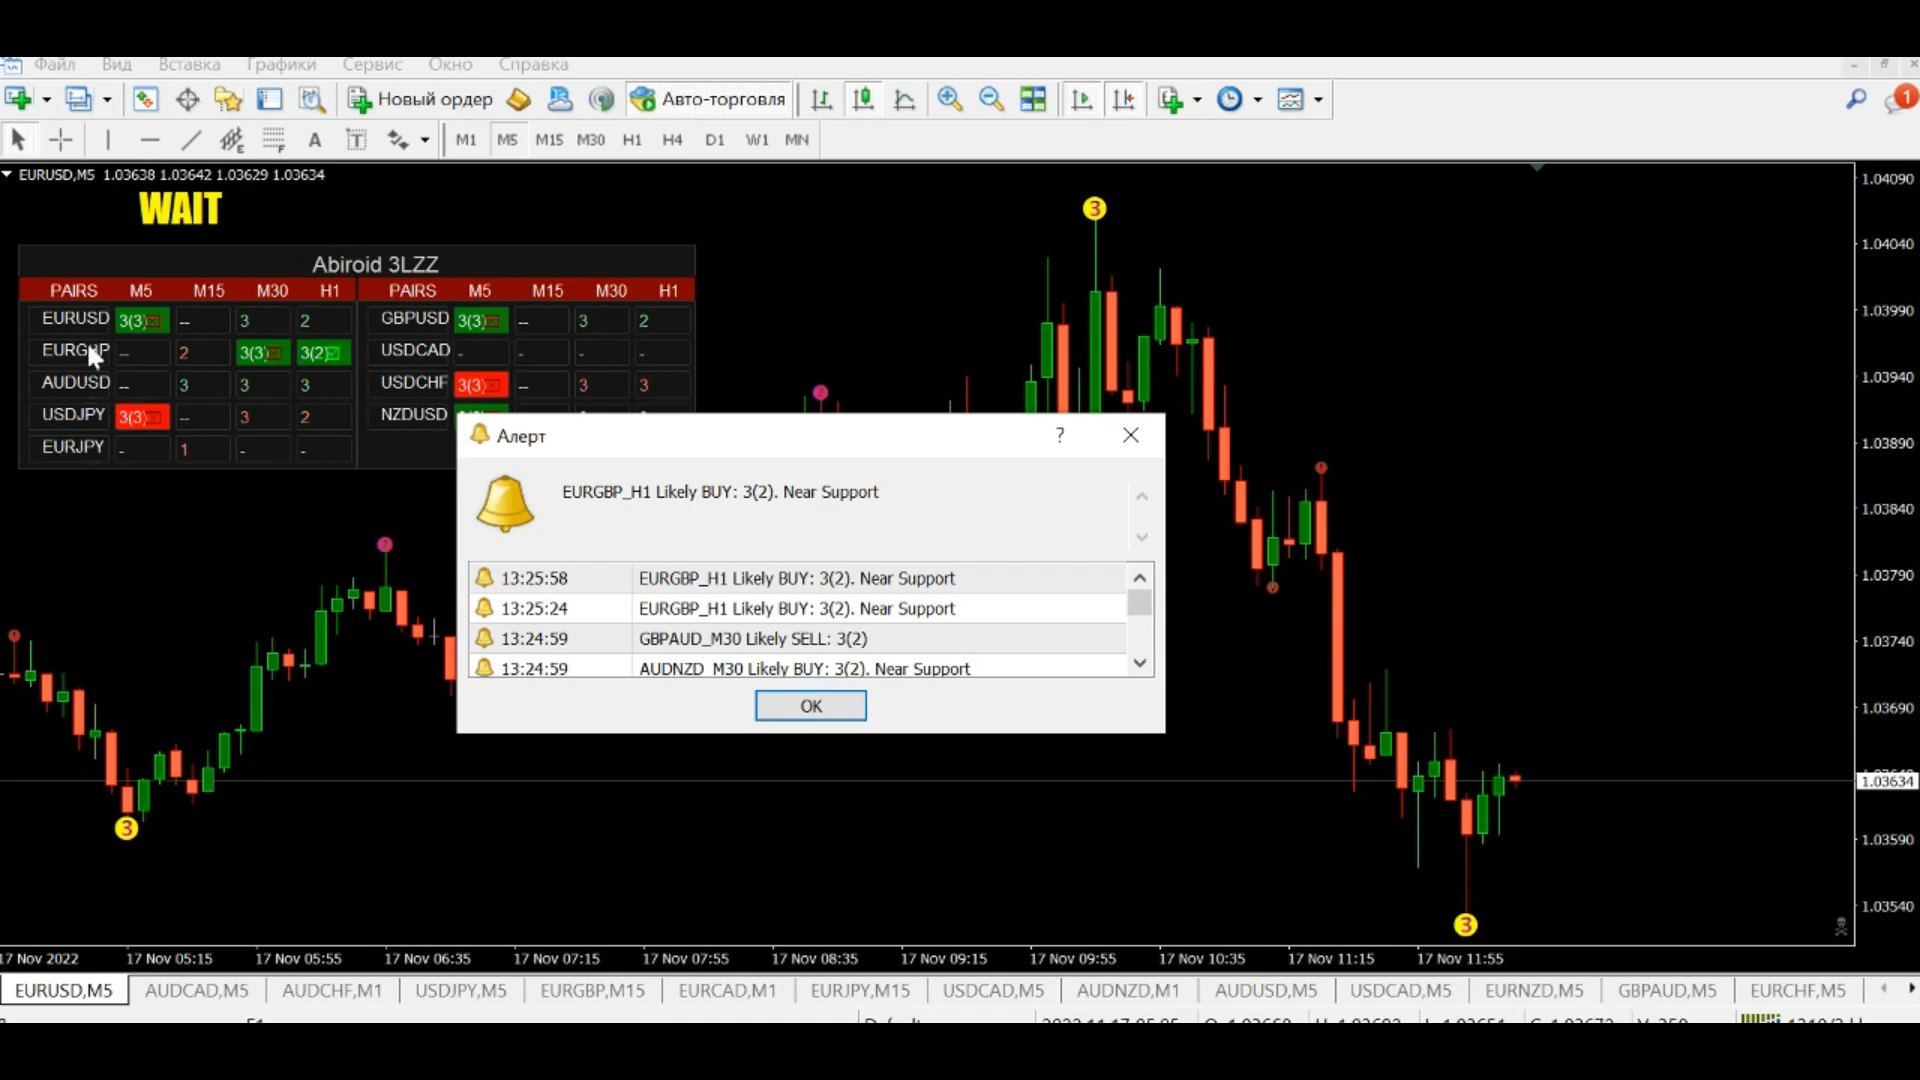 Файл Вид Вставка Графики Сервис Окно Справка
Новый ордер Авто-торговля 1
A T M1 M5 M15 M30 H1 H4 D1 W1 MN
EURUSD,M5 1.03638 1.03642 1.03629 1.03634
WAIT
Abiroid 3LZZ
PAIRS M5 M15 M30 H1 PAIRS M5 M15 M30 H1
EURUSD 3(3) -- 3 2 GBPUSD 3(3) -- 3 2
EURGBP -- 2 3(3) 3(2) USDCAD - - - -
AUDUSD -- 3 3 3 USDCHF 3(3) -- 3 3
USDJPY 3(3) -- 3 2 NZDUSD
EURJPY - 1 - -
Алерт ?
EURGBP_H1 Likely BUY: 3(2). Near Support
13:25:58 EURGBP_H1 Likely BUY: 3(2). Near Support
13:25:24 EURGBP_H1 Likely BUY: 3(2). Near Support
13:24:59 GBPAUD_M30 Likely SELL: 3(2)
13:24:59 AUDNZD_M30 Likely BUY: 3(2). Near Support
OK
3
3
3
1.04090
1.04040
1.03990
1.03940
1.03890
1.03840
1.03790
1.03740
1.03690
1.03634
1.03590
1.03540
17 Nov 2022 17 Nov 05:15 17 Nov 05:55 17 Nov 06:35 17 Nov 07:15 17 Nov 07:55 17 Nov 08:35 17 Nov 09:15 17 Nov 09:55 17 Nov 10:35 17 Nov 11:15 17 Nov 11:55
EURUSD,M5 AUDCAD,M5 AUDCHF,M1 USDJPY,M5 EURGBP,M15 EURCAD,M1 EURJPY,M15 USDCAD,M5 AUDNZD,M1 AUDUSD,M5 USDCAD,M5 EURNZD,M5 GBPAUD,M5 EURCHF,M5